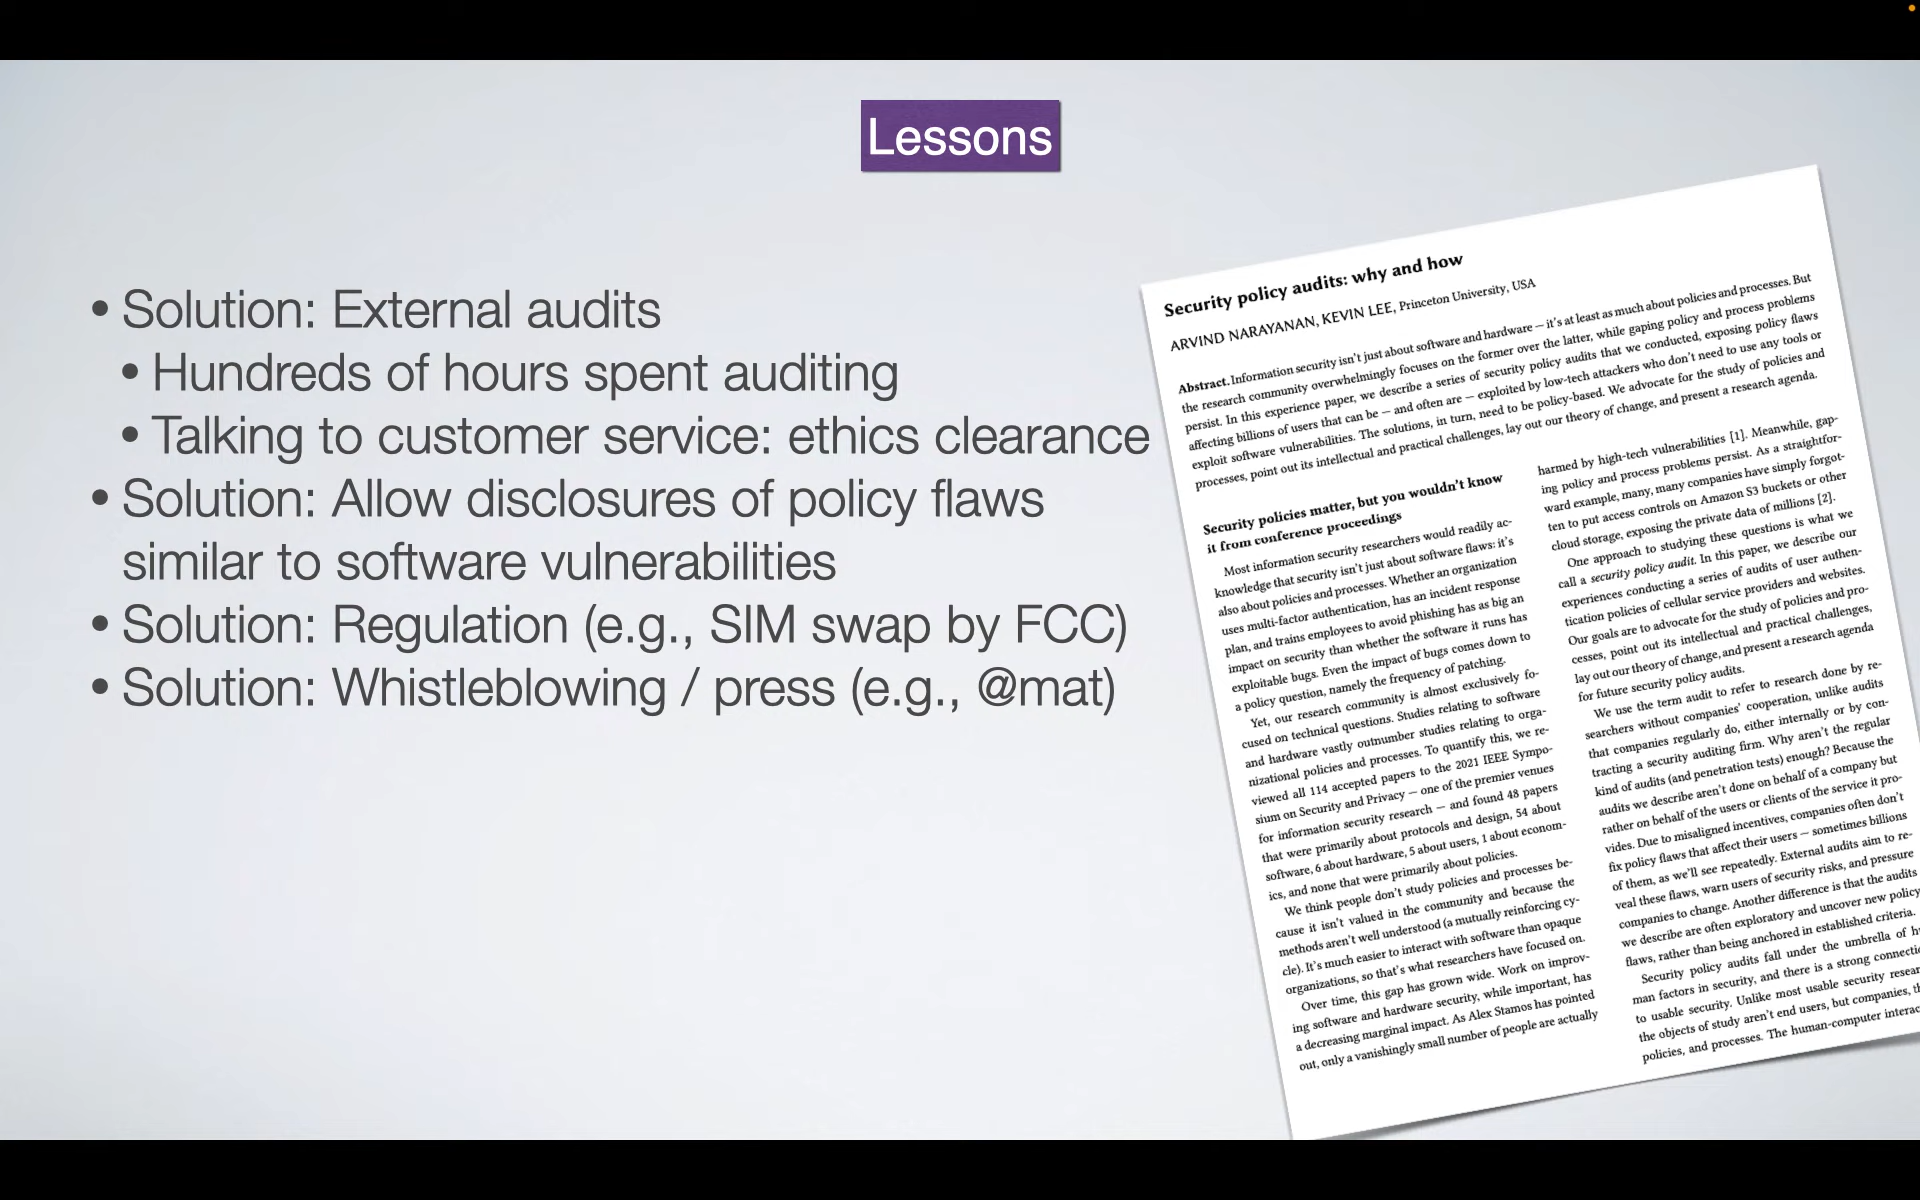 Lessons
• Solution: External audits
• Hundreds of hours spent auditing
• Talking to customer service: ethics clearance
• Solution: Allow disclosures of policy flaws
similar to software vulnerabilities
• Solution: Regulation (e.g., SIM swap by FCC)
• Solution: Whistleblowing / press (e.g., @mat)
Security policy audits: why and how
ARVIND NARAYANAN, KEVIN LEE, Princeton University, USA
Abstract. Information security isn't just about software and hardware — it's at least as much about policies and processes. But
the research community overwhelmingly focuses on the former over the latter, while gaping policy and process problems
persist. In this experience paper, we describe a series of security policy audits that we conducted, exposing policy flaws
affecting billions of users that can be — and often are — exploited by low-tech attackers who don't need to use any tools or
exploit software vulnerabilities. The solutions, in turn, need to be policy-based. We advocate for the study of policies and
processes, point out its intellectual and practical challenges, lay out our theory of change, and present a research agenda.
Security policies matter, but you wouldn't know
it from conference proceedings
Most information security researchers would readily ac-
knowledge that security isn't just about software flaws: it's
also about policies and processes. Whether an organization
uses multi-factor authentication, has an incident response
plan, and trains employees to avoid phishing has as big an
impact on security than whether the software it runs has
exploitable bugs. Even the impact of bugs comes down to
a policy question, namely the frequency of patching.
Yet, our research community is almost exclusively fo-
cused on technical questions. Studies relating to software
and hardware vastly outnumber studies relating to orga-
nizational policies and processes. To quantify this, we re-
viewed all 114 accepted papers to the 2021 IEEE Sympo-
sium on Security and Privacy — one of the premier venues
for information security research — and found 48 papers
that were primarily about protocols and design, 54 about
software, 6 about hardware, 5 about users, 1 about econom-
ics, and none that were primarily about policies.
We think people don't study policies and processes be-
cause it isn't valued in the community and because the
methods aren't well understood (a mutually reinforcing cy-
cle). It's much easier to interact with software than opaque
organizations, so that's what researchers have focused on.
Over time, this gap has grown wide. Work on improv-
ing software and hardware security, while important, has
a decreasing marginal impact. As Alex Stamos has pointed
out, only a vanishingly small number of people are actually
harmed by high-tech vulnerabilities [1]. Meanwhile, gap-
ing policy and process problems persist. As a straightfor-
ward example, many, many companies have simply forgot-
ten to put access controls on Amazon S3 buckets or other
cloud storage, exposing the private data of millions [2].
One approach to studying these questions is what we
call a security policy audit. In this paper, we describe our
experiences conducting a series of audits of user authen-
tication policies of cellular service providers and websites.
Our goals are to advocate for the study of policies and pro-
cesses, point out its intellectual and practical challenges,
lay out our theory of change, and present a research agenda
for future security policy audits.
We use the term audit to refer to research done by re-
searchers without companies' cooperation, unlike audits
that companies regularly do, either internally or by con-
tracting a security auditing firm. Why aren't the regular
kind of audits (and penetration tests) enough? Because the
audits we describe aren't done on behalf of a company but
rather on behalf of the users or clients of the service it pro-
vides. Due to misaligned incentives, companies often don't
fix policy flaws that affect their users — sometimes billions
of them, as we'll see repeatedly. External audits aim to re-
veal these flaws, warn users of security risks, and pressure
companies to change. Another difference is that the audits
we describe are often exploratory and uncover new policy
flaws, rather than being anchored in established criteria.
Security policy audits fall under the umbrella of
man factors in security, and there is a strong
to usable security. Unlike most usable security
the objects of study aren't end users, but companies,
policies, and processes. The human-computer